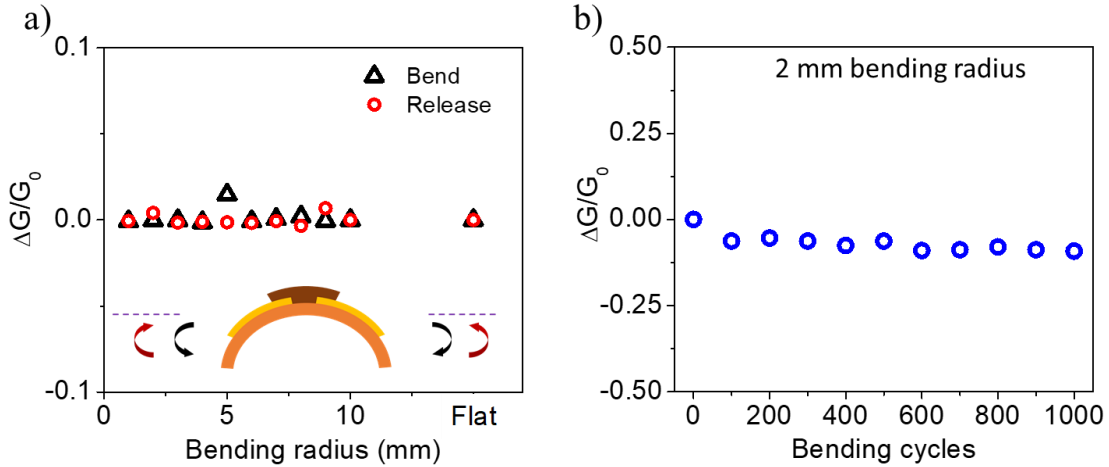 a)
0.1
0.0
-0.1
ΔG/G0
Bend
Release
0
5
10
Flat
Bending radius (mm)
b)
0.50
0.25
0.00
-0.25
-0.50
ΔG/G0
2 mm bending radius
0
200
400
600
800
1000
Bending cycles